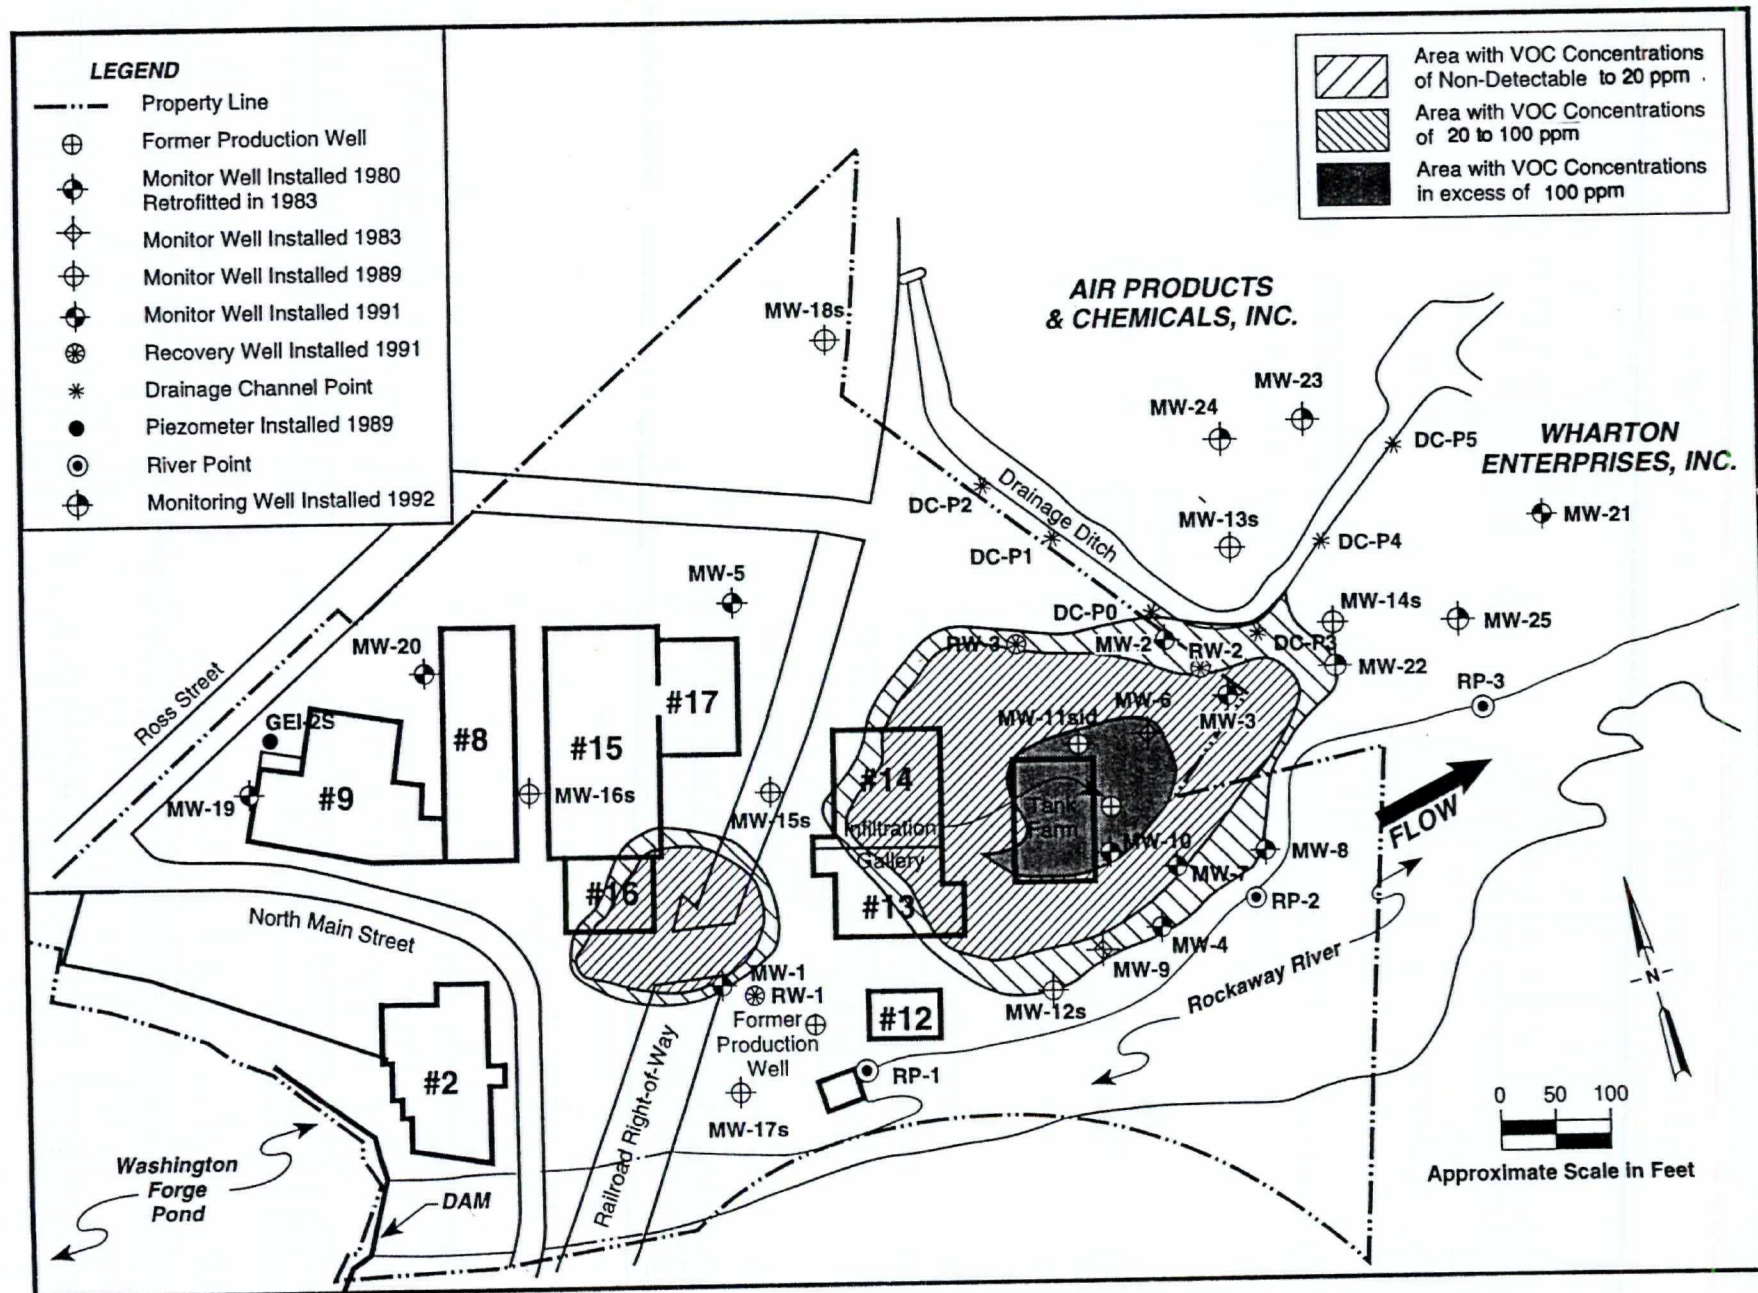 LEGEND
Property Line
Former Production Well
Monitor Well Installed 1980
Retrofitted in 1983
Monitor Well Installed 1983
Monitor Well Installed 1989
Monitor Well Installed 1991
Recovery Well Installed 1991
Drainage Channel Point
Piezometer Installed 1989
River Point
Monitoring Well Installed 1992
Area with VOC Concentrations
of Non-Detectable to 20 ppm .
Area with VOC Concentrations
of 20 to 100 ppm
Area with VOC Concentrations
in excess of 100 ppm
AIR PRODUCTS
& CHEMICALS, INC.
MW-18s
MW-23
MW-24
DC-P5
WHARTON
ENTERPRISES, INC.
DC-P2
Drainage Ditch
MW-13s
MW-21
DC-P1
DC-P4
MW-5
DC-P0
MW-14s
MW-25
MW-20
RW-3
MW-2
RW-2
DC-P3
MW-22
Ross Street
RP-3
GEI-2S
#17
MW-6
MW-11sid
MW-3
#8
#15
#14
MW-19
#9
MW-16s
MW-15s
Tank
Farm
Infiltration
Gallery
FLOW
MW-10
MW-8
MW-7
#16
#13
RP-2
North Main Street
MW-4
MW-9
Rockaway River
MW-1
RW-1
MW-12s
N
Former
Production
Well
#12
#2
RP-1
Railroad Right-of-Way
MW-17s
0 50 100
Approximate Scale in Feet
Washington
Forge
Pond
DAM